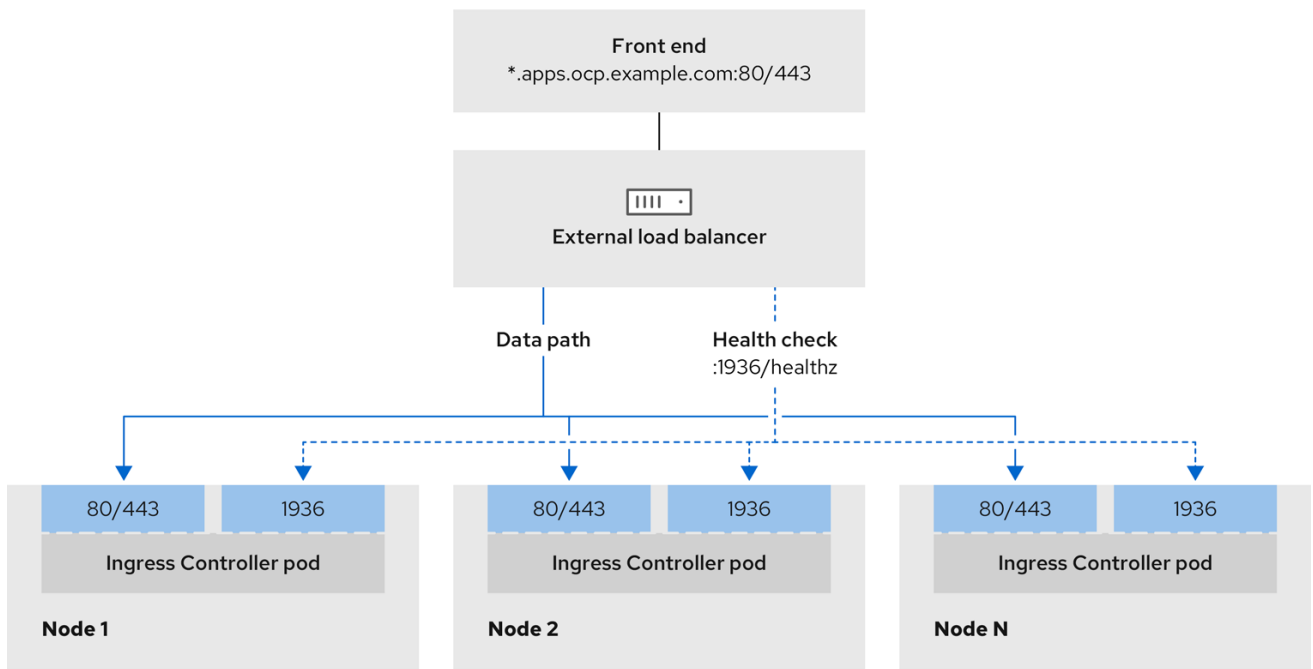 Front end
*.apps.ocp.example.com:80/443
External load balancer
Data path
Health check
:1936/healthz
80/443
1936
80/443
1936
80/443
1936
Ingress Controller pod
Ingress Controller pod
Ingress Controller pod
Node 1
Node 2
Node N